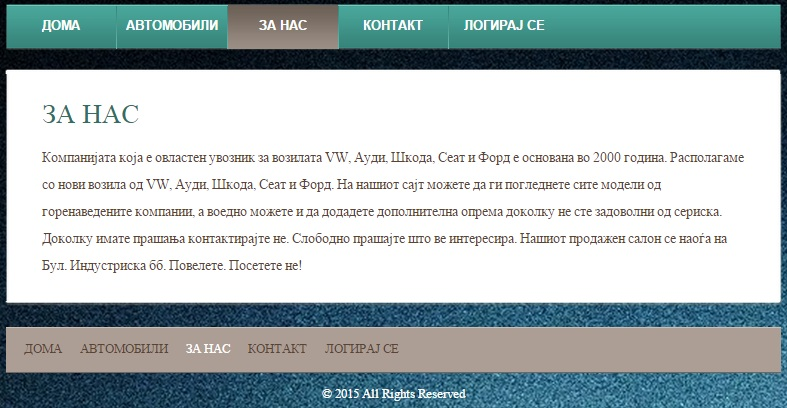 ДОМА АВТОМОБИЛИ ЗА НАС КОНТАКТ ЛОГИРАЈ СЕ
ЗА НАС
Компанијата која е овластен увозник за возилата VW, Ауди, Шкода, Сеат и Форд е основана во 2000 година. Располагаме
со нови возила од VW, Ауди, Шкода, Сеат и Форд. На нашиот сајт можете да ги погледнете сите модели од
горенаведените компании, а воедно можете и да додадете дополнителна опрема доколку не сте задоволни од сериска.
Доколку имате прашања контактирајте не. Слободно прашајте што ве интересира. Нашиот продажен салон се наоѓа на
Бул. Индустриска бб. Повелете. Посетете не!
ДОМА АВТОМОБИЛИ ЗА НАС КОНТАКТ ЛОГИРАЈ СЕ
© 2015 All Rights Reserved